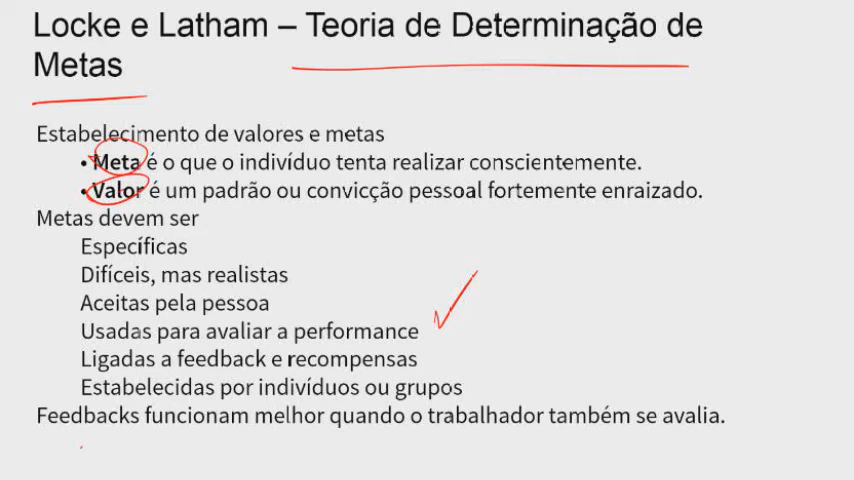 Locke e Latham – Teoria de Determinação de
Metas
Estabelecimento de valores e metas
• Meta é o que o indivíduo tenta realizar conscientemente.
• Valor é um padrão ou convicção pessoal fortemente enraizado.
Metas devem ser
Específicas
Difíceis, mas realistas
Aceitas pela pessoa
Usadas para avaliar a performance
Ligadas a feedback e recompensas
Estabelecidas por indivíduos ou grupos
Feedbacks funcionam melhor quando o trabalhador também se avalia.